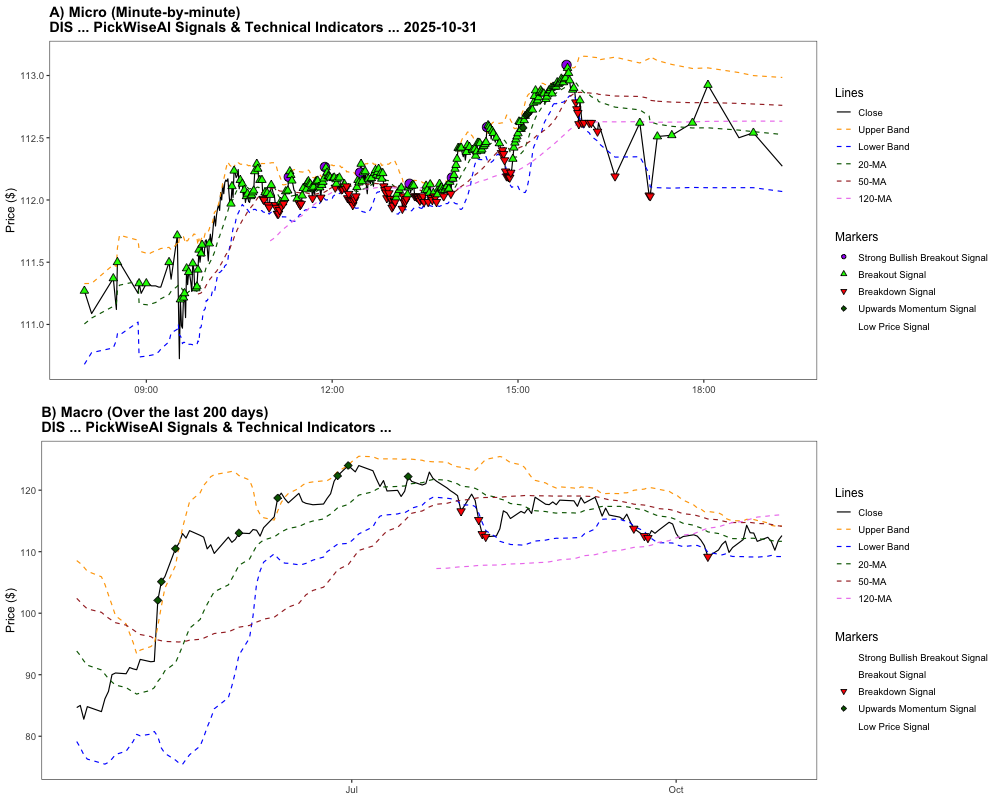 A) Micro (Minute-by-minute)
DIS ... PickWiseAI Signals & Technical Indicators ... 2025-10-31
Price ($)
113.0
112.5
112.0
111.5
111.0
09:00
12:00
15:00
18:00
Lines
Close
Upper Band
Lower Band
20-MA
50-MA
120-MA
Markers
Strong Bullish Breakout Signal
Breakout Signal
Breakdown Signal
Upwards Momentum Signal
Low Price Signal
B) Macro (Over the last 200 days)
DIS ... PickWiseAI Signals & Technical Indicators ...
Price ($)
120
110
100
90
80
Jul
Oct
Lines
Close
Upper Band
Lower Band
20-MA
50-MA
120-MA
Markers
Strong Bullish Breakout Signal
Breakout Signal
Breakdown Signal
Upwards Momentum Signal
Low Price Signal